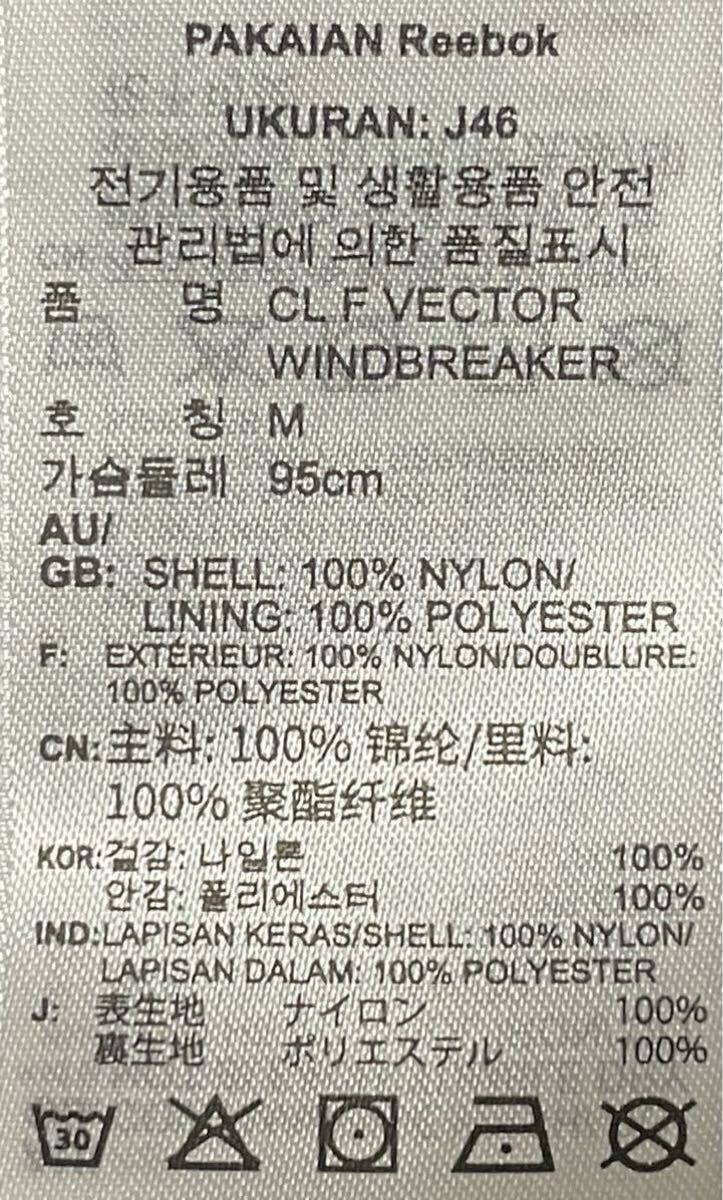 PAKAIAN Reebok
UKURAN: J46
전기용품 및 생활용품 안전
관리법에 의한 품질표시
품 명 CL F VECTOR
WINDBREAKER
호 칭 M
가슴둘레 95cm
AU/
GB: SHELL: 100% NYLON/
LINING: 100% POLYESTER
F: EXTÉRIEUR: 100% NYLON/DOUBLURE:
100% POLYESTER
CN: 主料: 100% 锦纶/里料:
100% 聚酯纤维
KOR: 겉감: 나일론 100%
안감: 폴리에스터 100%
IND: LAPISAN KERAS/SHELL: 100% NYLON/
LAPISAN DALAM: 100% POLYESTER
J: 表生地 ナイロン 100%
裏生地 ポリエステル 100%
30